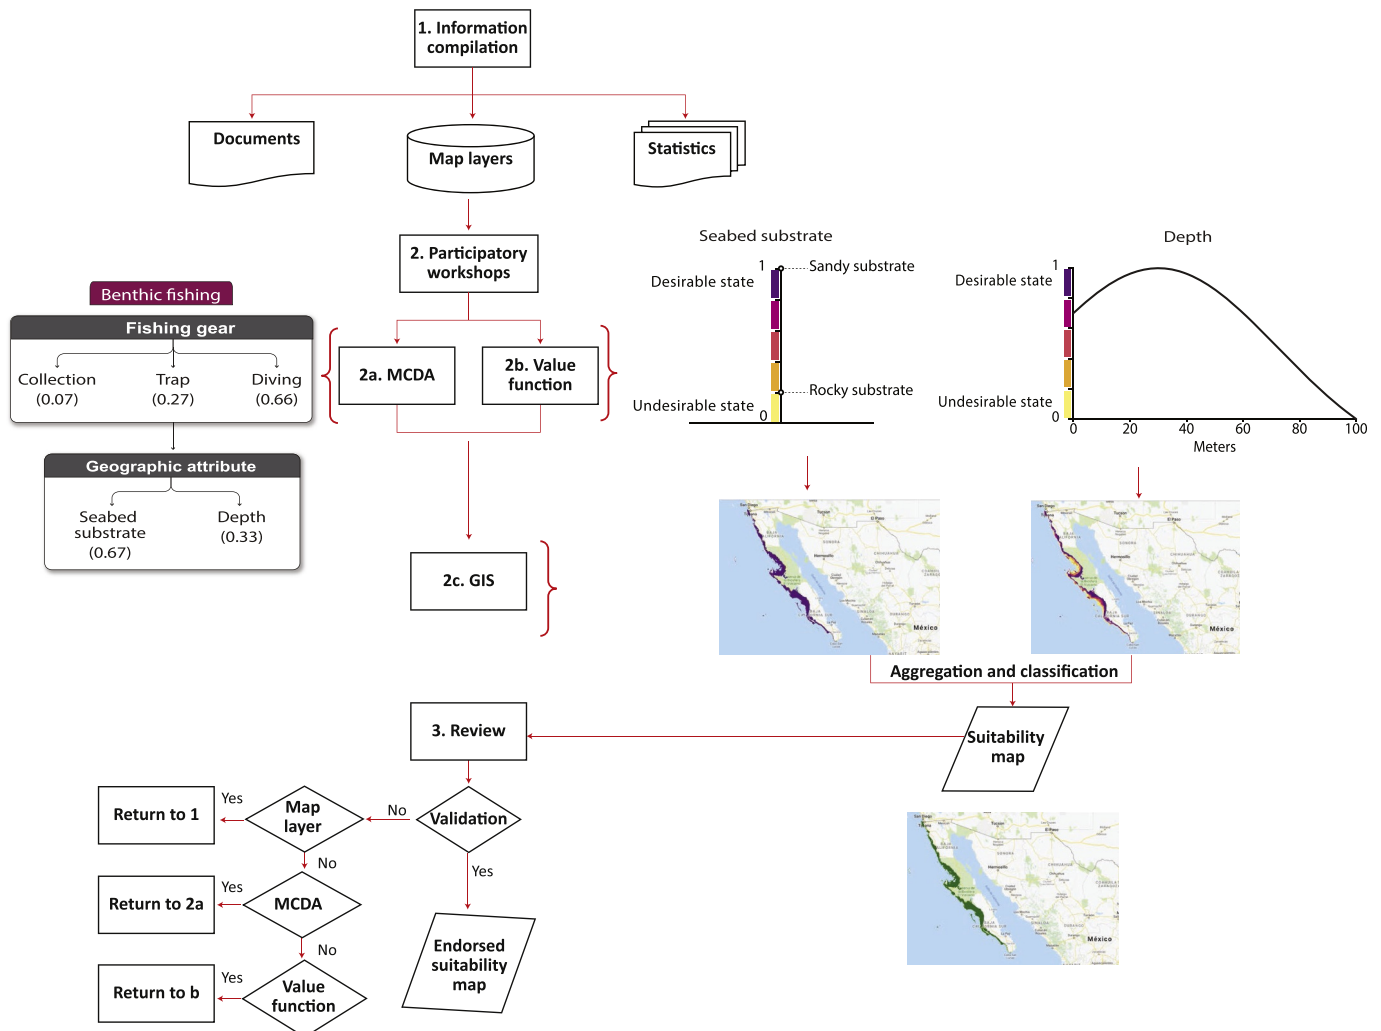 1. Information
compilation
Documents
Map layers
Statistics
2. Participatory
workshops
Benthic fishing
Fishing gear
Collection
(0.07)
Trap
(0.27)
Diving
(0.66)
Geographic attribute
Seabed
substrate
(0.67)
Depth
(0.33)
2a. MCDA
2b. Value
function
2c. GIS
Seabed substrate
1
Sandy substrate
Desirable state
Rocky substrate
Undesirable state
0
Depth
1
Desirable state
Undesirable state
0
0 20 40 60 80 100
Meters
México
México
Aggregation and classification
Suitability
map
3. Review
Validation
No
Yes
Map
layer
Yes
Return to 1
No
MCDA
Yes
Return to 2a
No
Value
function
Yes
Return to b
Endorsed
suitability
map
México